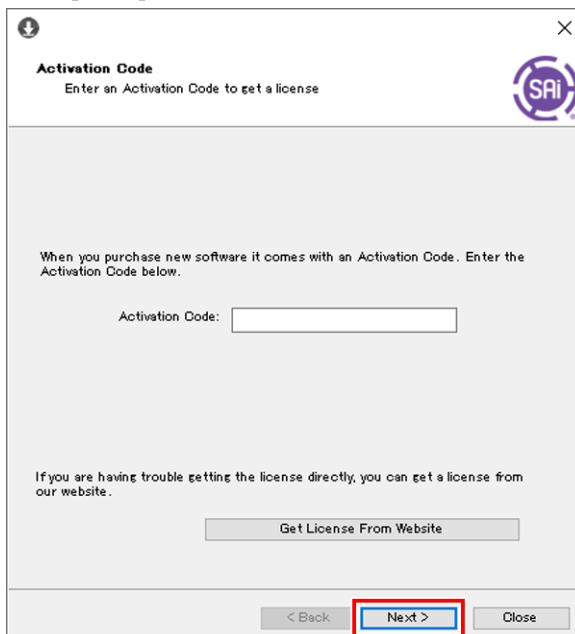 Activation Code
Enter an Activation Code to get a license
SAi
When you purchase new software it comes with an Activation Code. Enter the
Activation Code below.
Activation Code:
If you are having trouble getting the license directly, you can get a license from
our website.
Get License From Website
< Back
Next >
Close